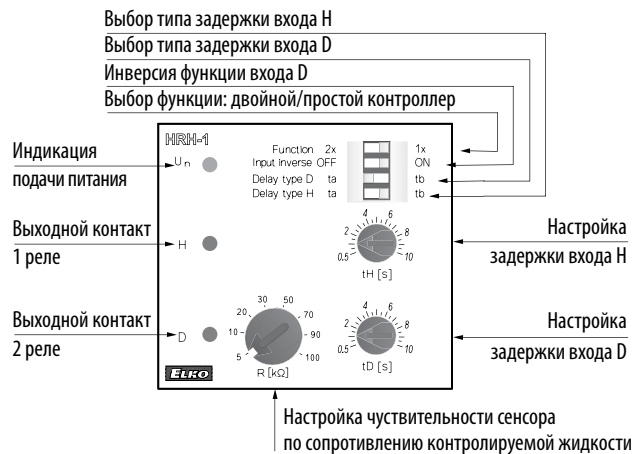 Выбор типа задержки входа H
Выбор типа задержки входа D
Инверсия функции входа D
Выбор функции: двойной/простой контроллер
HRH-1
Function 2x 1x
Input inverse OFF ON
Delay type D ta tb
Delay type H ta tb
Индикация
подачи питания
Un
Выходной контакт
1 реле
H
0.5 2 4 6 8 10
tH [s]
Настройка
задержки входа H
Выходной контакт
2 реле
D
5 10 20 30 50 70 90 100
R [kΩ]
0.5 2 4 6 8 10
tD [s]
Настройка
задержки входа D
ELKO
Настройка чуствительности сенсора
по сопротивлению контролируемой жидкости